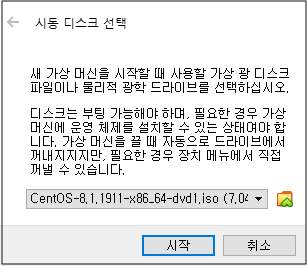 시동 디스크 선택
새 가상 머신을 시작할 때 사용할 가상 광 디스크
파일이나 물리적 광학 드라이브를 선택하십시오.
디스크는 부팅 가능해야 하며, 필요한 경우 가상
머신에 운영 체제를 설치할 수 있는 상태여야 합
니다. 가상 머신을 끌 때 자동으로 드라이브에서
꺼내지지지만, 필요한 경우 장치 메뉴에서 직접
꺼낼 수 있습니다.
CentOS-8.1.1911-x86_64-dvd1.iso (7.04
시작
취소